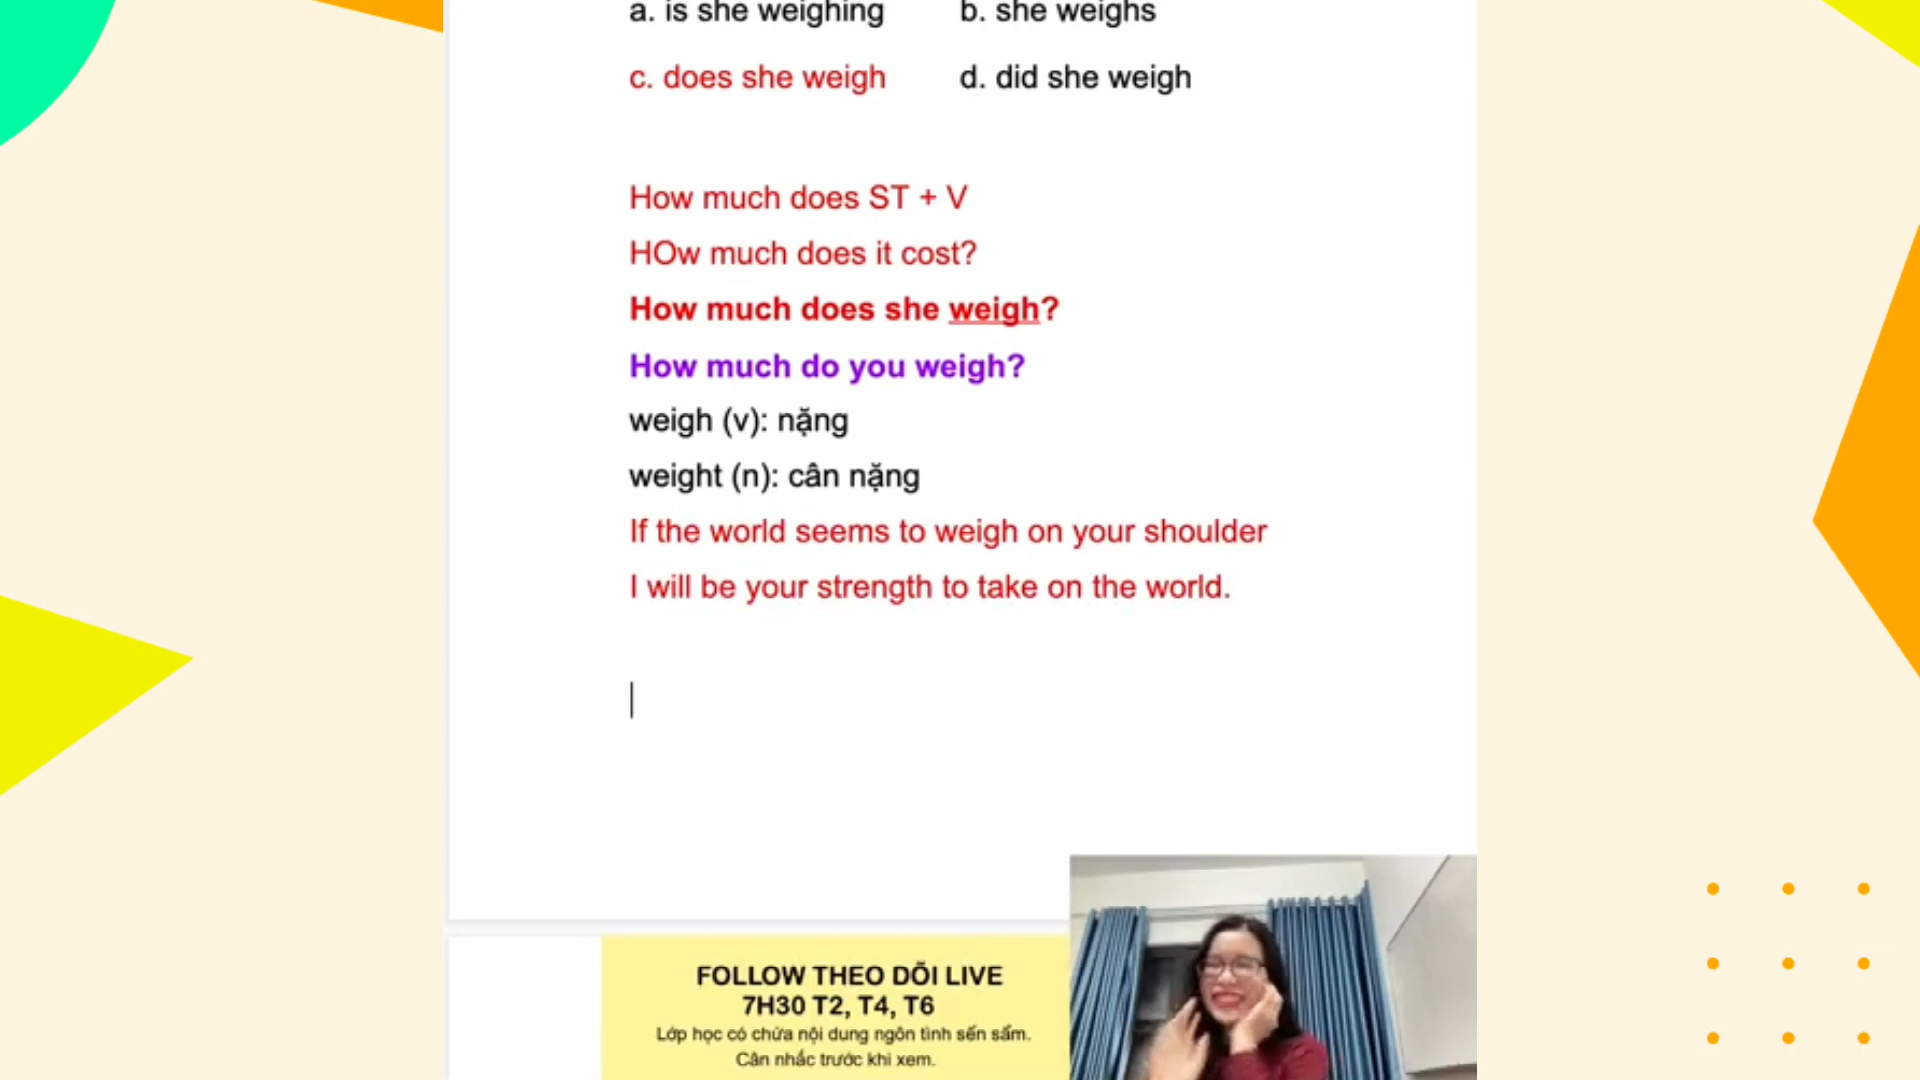 a. is she weighing b. she weighs
c. does she weigh d. did she weigh
How much does ST + V
HOw much does it cost?
How much does she weigh?
How much do you weigh?
weigh (v): nặng
weight (n): cân nặng
If the world seems to weigh on your shoulder
I will be your strength to take on the world.
FOLLOW THEO DÕI LIVE
7H30 T2, T4, T6
Lớp học có chứa nội dung ngôn tình sến sẩm.
Cân nhắc trước khi xem.